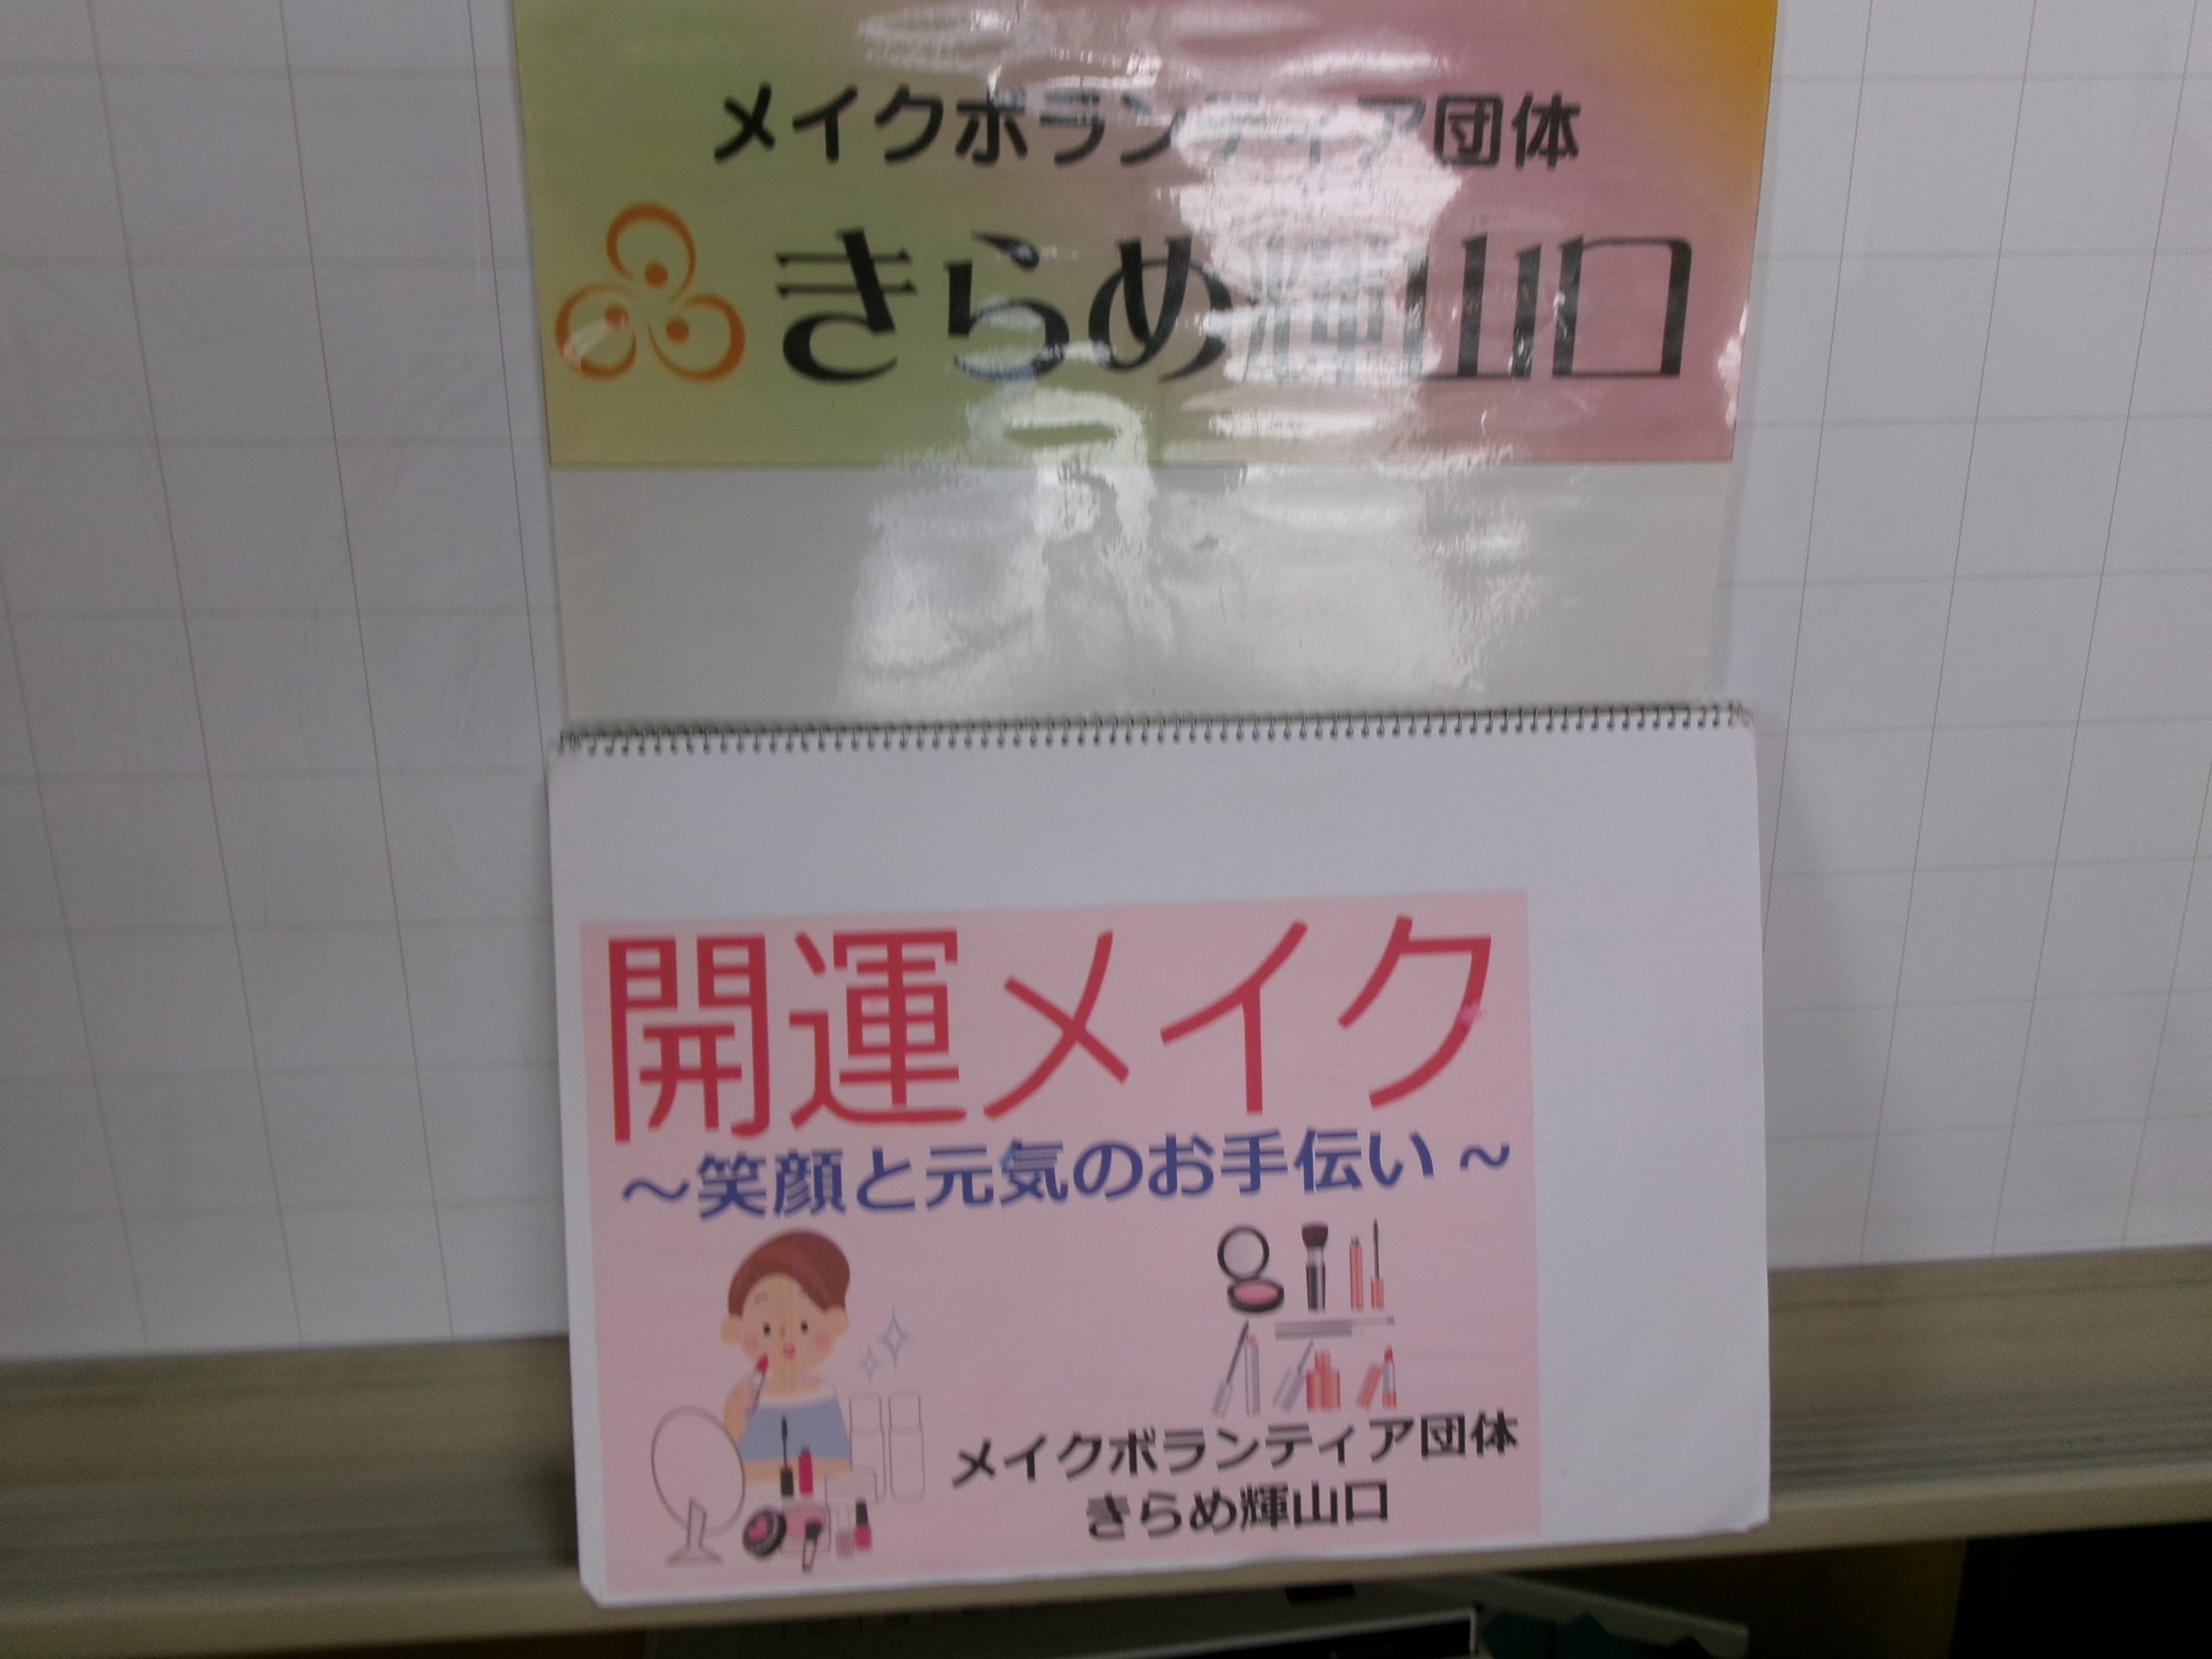 メイクボランティア団体
きらめ輝山口
開運メイク
～笑顔と元気のお手伝い～
メイクボランティア団体
きらめ輝山口